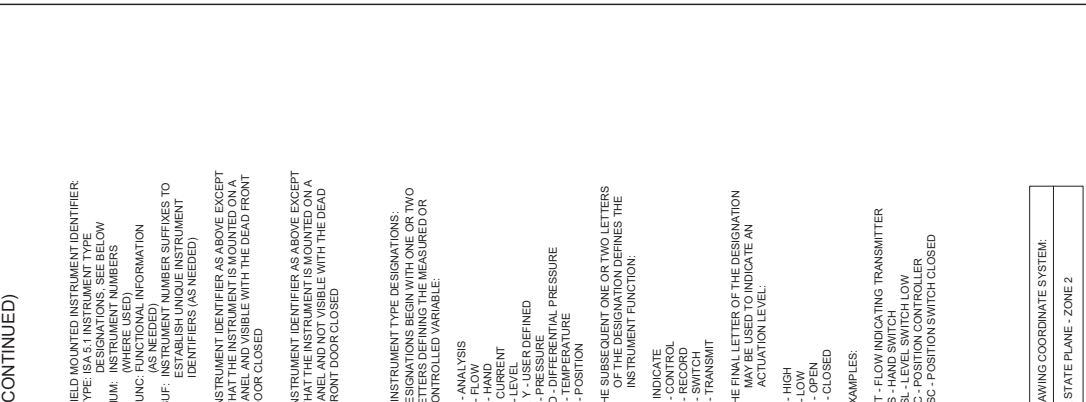 CONTINUED)
IELD MOUNTED INSTRUMENT IDENTIFIER:
YPE: ISA 5.1 INSTRUMENT TYPE
DESIGNATIONS, SEE BELOW
UM: INSTRUMENT NUMBERS
(WHERE USED)
UNC: FUNCTIONAL INFORMATION
(AS NEEDED)
UF: INSTRUMENT NUMBER SUFFIXES TO
ESTABLISH UNIQUE INSTRUMENT
IDENTIFIERS (AS NEEDED)
NSTRUMENT IDENTIFIER AS ABOVE EXCEPT
HAT THE INSTRUMENT IS MOUNTED ON A
ANEL AND VISIBLE WITH THE DEAD FRONT
OOR CLOSED
NSTRUMENT IDENTIFIER AS ABOVE EXCEPT
HAT THE INSTRUMENT IS MOUNTED ON A
ANEL AND NOT VISIBLE WITH THE DEAD
RONT DOOR CLOSED
INSTRUMENT TYPE DESIGNATIONS:
ESIGNATIONS BEGIN WITH ONE OR TWO
ETTERS DEFINING THE MEASURED OR
ONTROLLED VARIABLE:
- ANALYSIS
- FLOW
- HAND
CURRENT
- LEVEL
Y - USER DEFINED
- PRESSURE
D - DIFFERENTIAL PRESSURE
- TEMPERATURE
- POSITION
HE SUBSEQUENT ONE OR TWO LETTERS
OF THE DESIGNATION DEFINES THE
INSTRUMENT FUNCTION:
INDICATE
- CONTROL
- RECORD
- SWITCH
- TRANSMIT
HE FINAL LETTER OF THE DESIGNATION
MAY BE USED TO INDICATE AN
ACTUATION LEVEL:
- HIGH
- LOW
- OPEN
- CLOSED
XAMPLES:
T - FLOW INDICATING TRANSMITTER
S - HAND SWITCH
SL - LEVEL SWITCH LOW
C - POSITION CONTROLLER
SC - POSITION SWITCH CLOSED
AWING COORDINATE SYSTEM:
STATE PLANE - ZONE 2